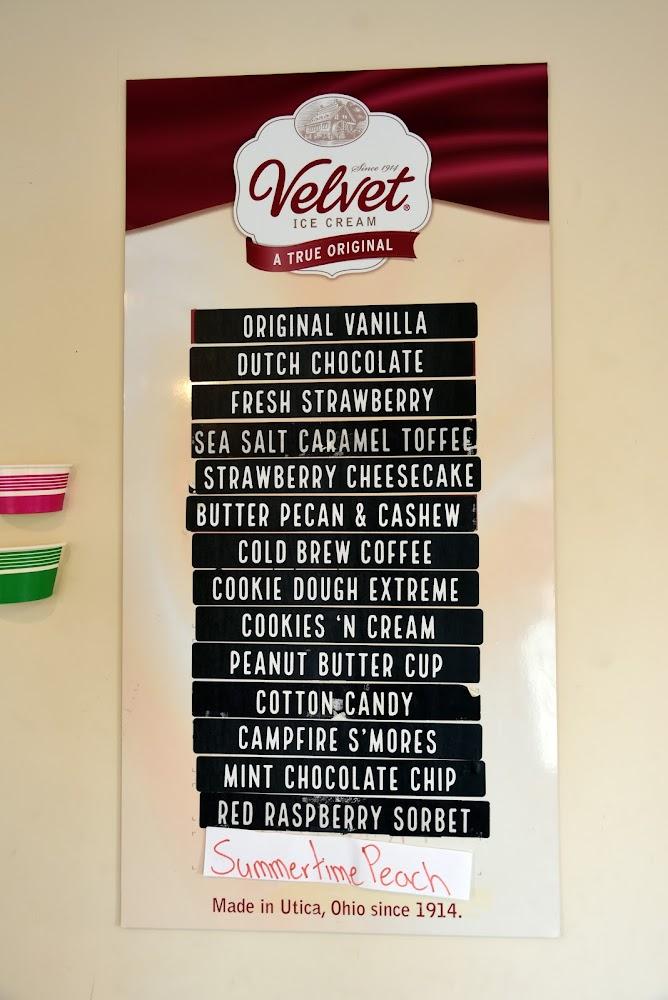 Since 1914
Velvet®
ICE CREAM
A TRUE ORIGINAL
ORIGINAL VANILLA
DUTCH CHOCOLATE
FRESH STRAWBERRY
SEA SALT CARAMEL TOFFEE
STRAWBERRY CHEESECAKE
BUTTER PECAN & CASHEW
COLD BREW COFFEE
COOKIE DOUGH EXTREME
COOKIES 'N CREAM
PEANUT BUTTER CUP
COTTON CANDY
CAMPFIRE S'MORES
MINT CHOCOLATE CHIP
RED RASPBERRY SORBET
Summertime Peach
Made in Utica, Ohio since 1914.